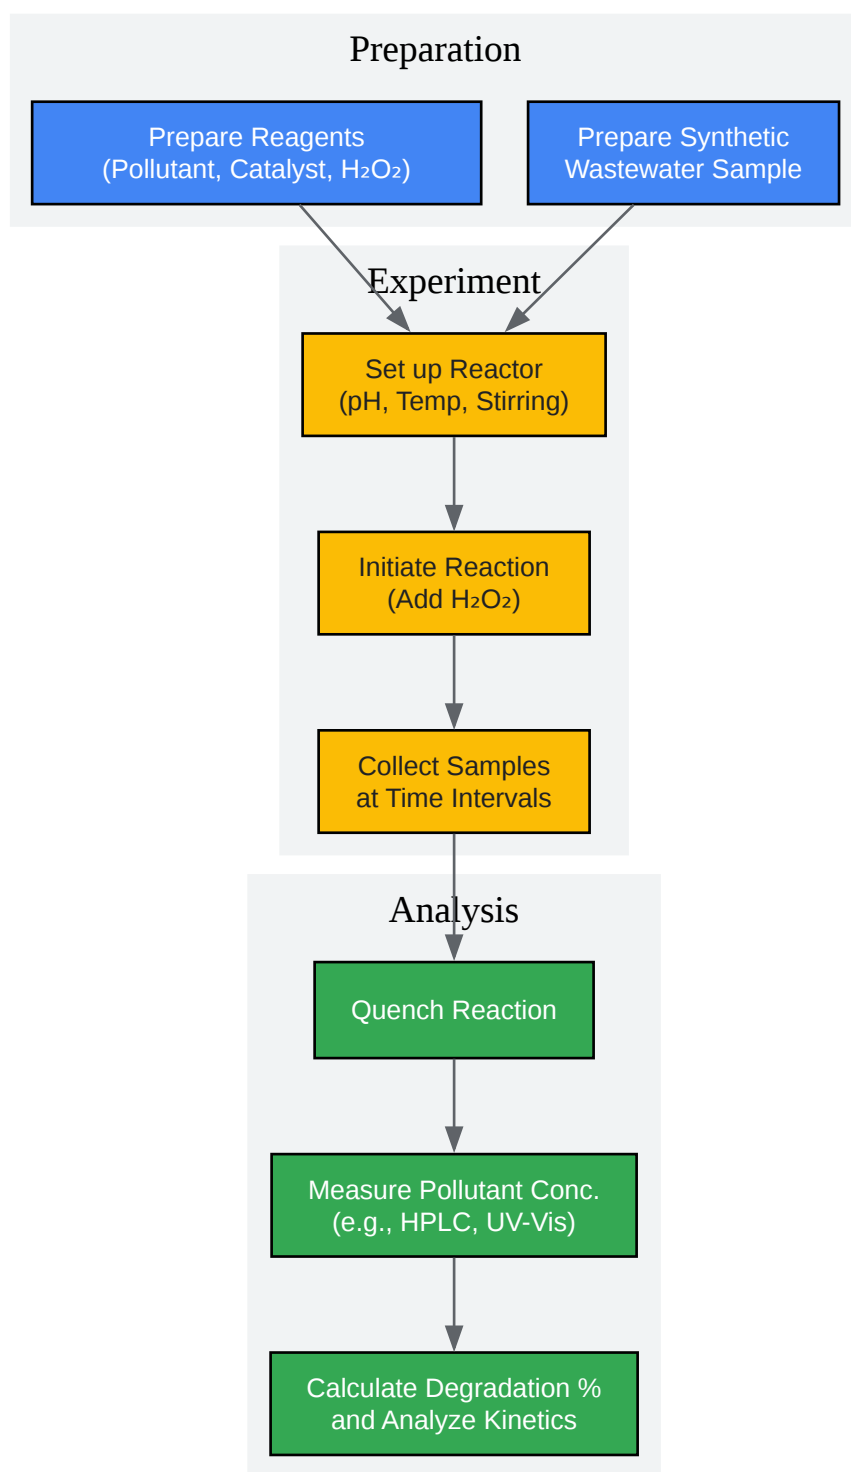 Preparation
Prepare Reagents
(Pollutant, Catalyst, H₂O₂)
Prepare Synthetic
Wastewater Sample
Experiment
Set up Reactor
(pH, Temp, Stirring)
Initiate Reaction
(Add H₂O₂)
Collect Samples
at Time Intervals
Analysis
Quench Reaction
Measure Pollutant Conc.
(e.g., HPLC, UV-Vis)
Calculate Degradation %
and Analyze Kinetics